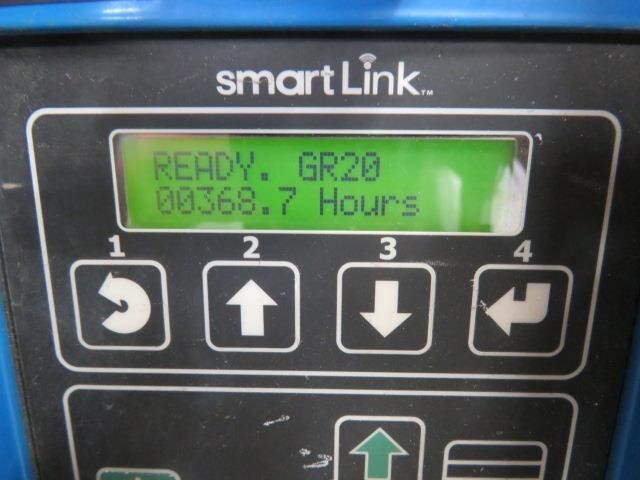 smartLink™
READY. GR20
00368.7 Hours
1 2 3 4